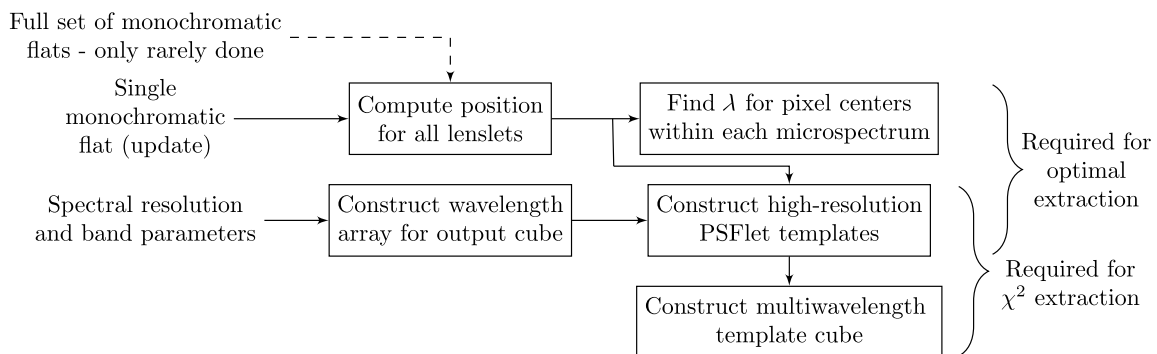 Full set of monochromatic
flats - only rarely done
Single
monochromatic
flat (update)
Compute position
for all lenslets
Find λ for pixel centers
within each microspectrum
Required for
optimal
extraction
Spectral resolution
and band parameters
Construct wavelength
array for output cube
Construct high-resolution
PSFlet templates
Required for
χ² extraction
Construct multiwavelength
template cube